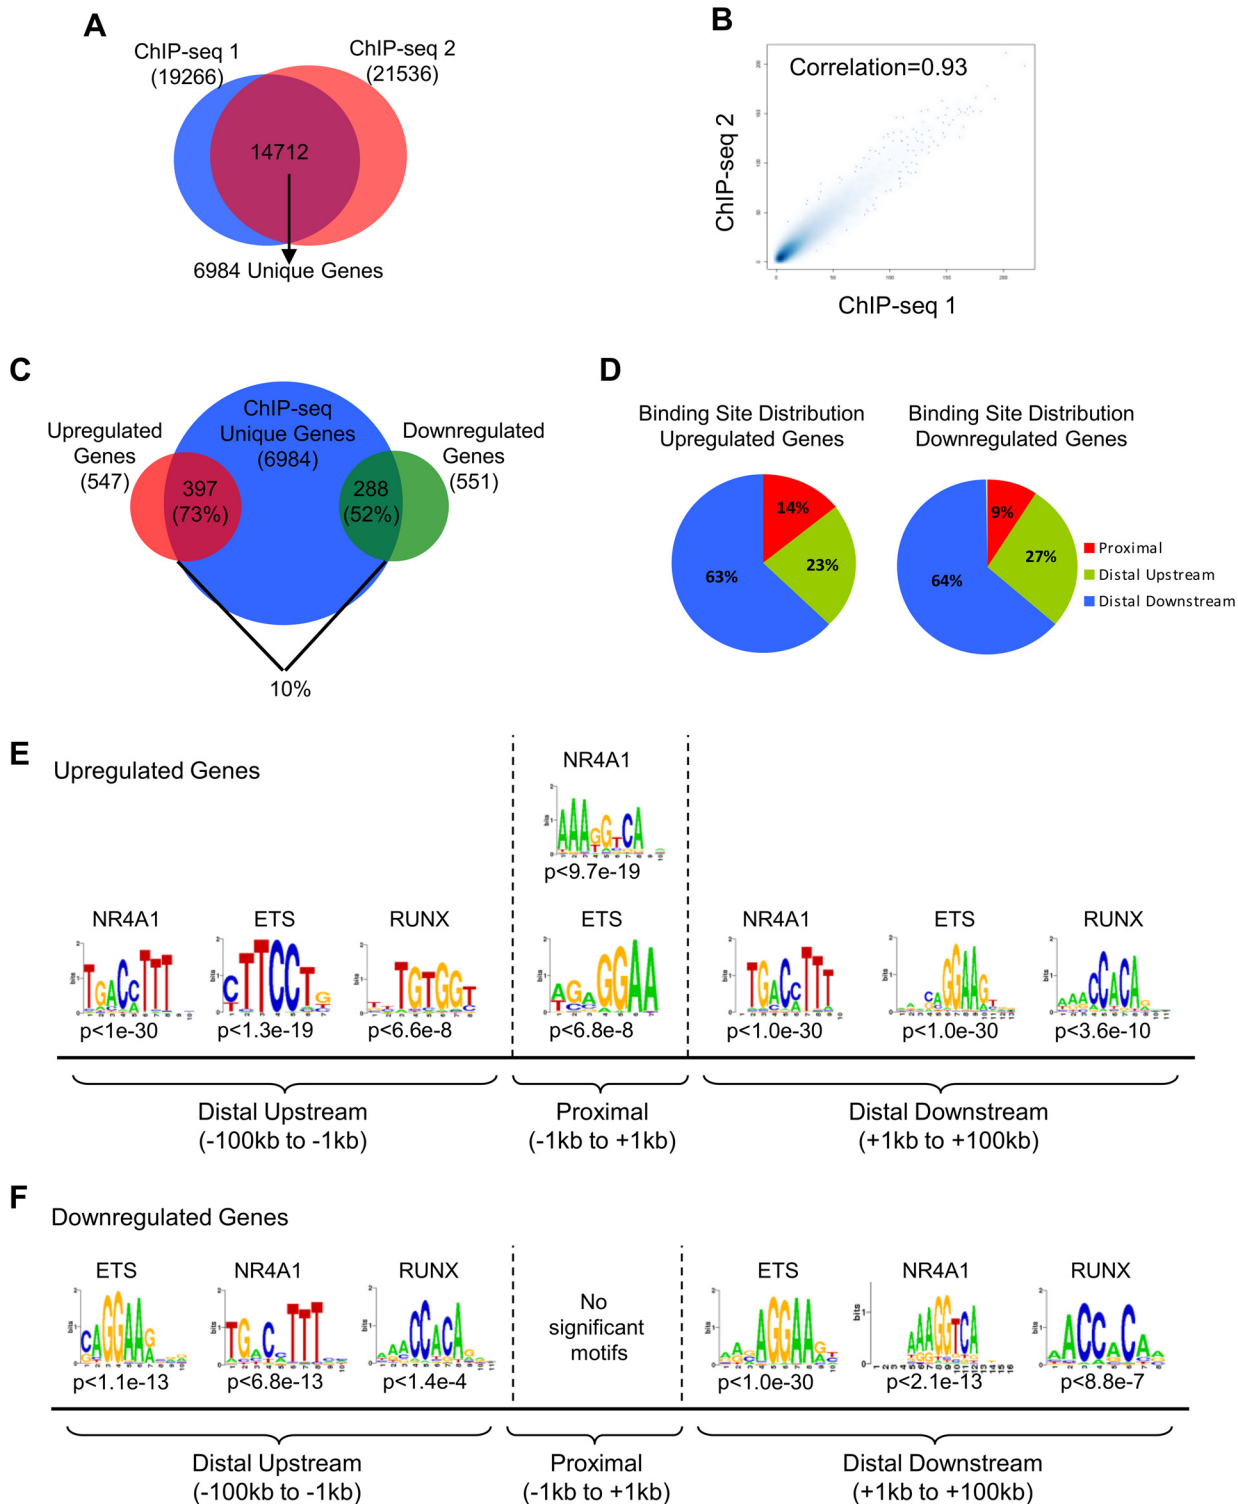 A
ChIP-seq 1
(19266)
ChIP-seq 2
(21536)
14712
6984 Unique Genes
B
Correlation=0.93
ChIP-seq 2
ChIP-seq 1
C
ChIP-seq
Unique Genes
(6984)
Upregulated
Genes
(547)
Downregulated
Genes
(551)
397
(73%)
288
(52%)
10%
D
Binding Site Distribution
Upregulated Genes
Binding Site Distribution
Downregulated Genes
14%
23%
63%
9%
27%
64%
Proximal
Distal Upstream
Distal Downstream
E
Upregulated Genes
NR4A1
p<9.7e-19
NR4A1
ETS
RUNX
ETS
NR4A1
ETS
RUNX
p<1e-30
p<1.3e-19
p<6.6e-8
p<6.8e-8
p<1.0e-30
p<1.0e-30
p<3.6e-10
Distal Upstream
(-100kb to -1kb)
Proximal
(-1kb to +1kb)
Distal Downstream
(+1kb to +100kb)
F
Downregulated Genes
ETS
NR4A1
RUNX
No
significant
motifs
ETS
NR4A1
RUNX
p<1.1e-13
p<6.8e-13
p<1.4e-4
p<1.0e-30
p<2.1e-13
p<8.8e-7
Distal Upstream
(-100kb to -1kb)
Proximal
(-1kb to +1kb)
Distal Downstream
(+1kb to +100kb)